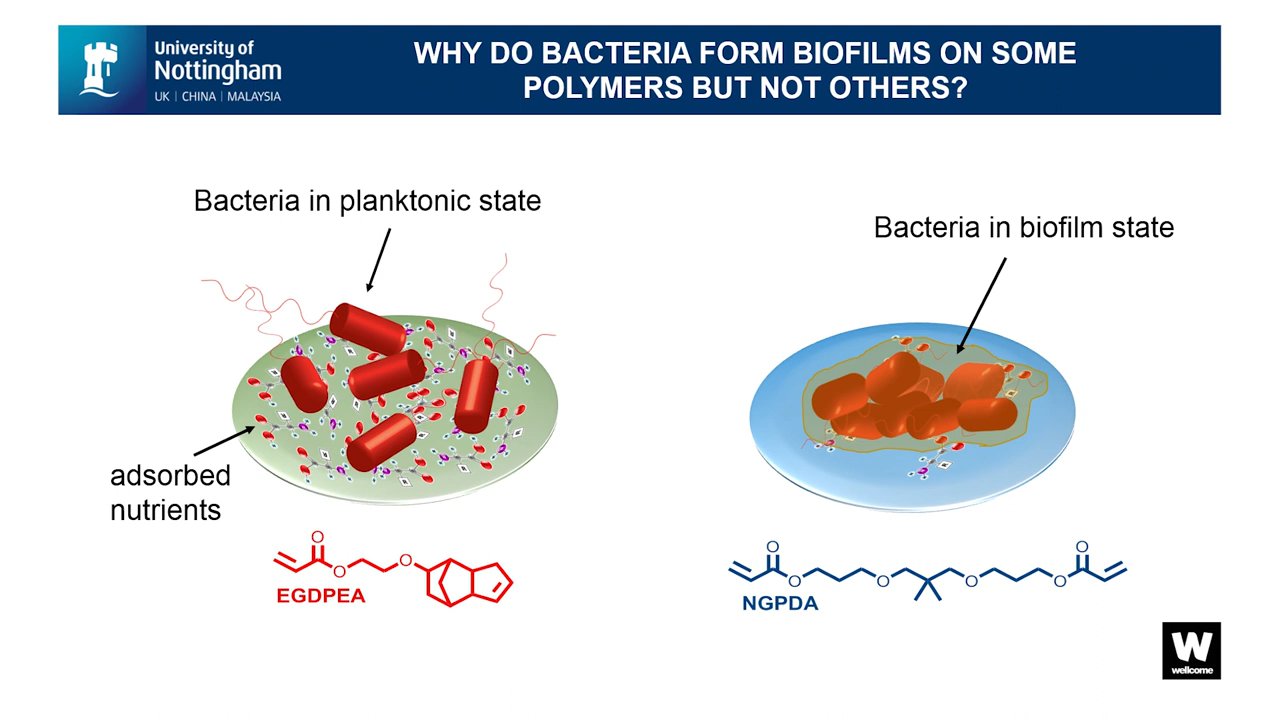 University of
Nottingham
UK | CHINA | MALAYSIA
WHY DO BACTERIA FORM BIOFILMS ON SOME
POLYMERS BUT NOT OTHERS?
Bacteria in planktonic state
Bacteria in biofilm state
adsorbed
nutrients
O
O
O
EGDPEA
O
O
O
O
O
O
NGPDA
W
wellcome